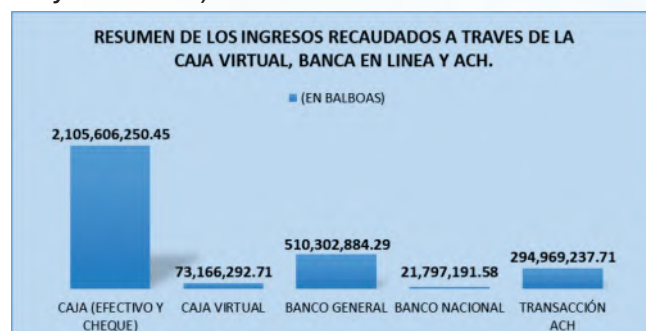 RESUMEN DE LOS INGRESOS RECAUDADOS A TRAVES DE LA
CAJA VIRTUAL, BANCA EN LINEA Y ACH.
(EN BALBOAS)
2,105,606,250.45
73,166,292.71
510,302,884.29
21,797,191.58
294,969,237.71
CAJA (EFECTIVO Y
CHEQUE)
CAJA VIRTUAL
BANCO GENERAL
BANCO NACIONAL
TRANSACCIÓN
ACH